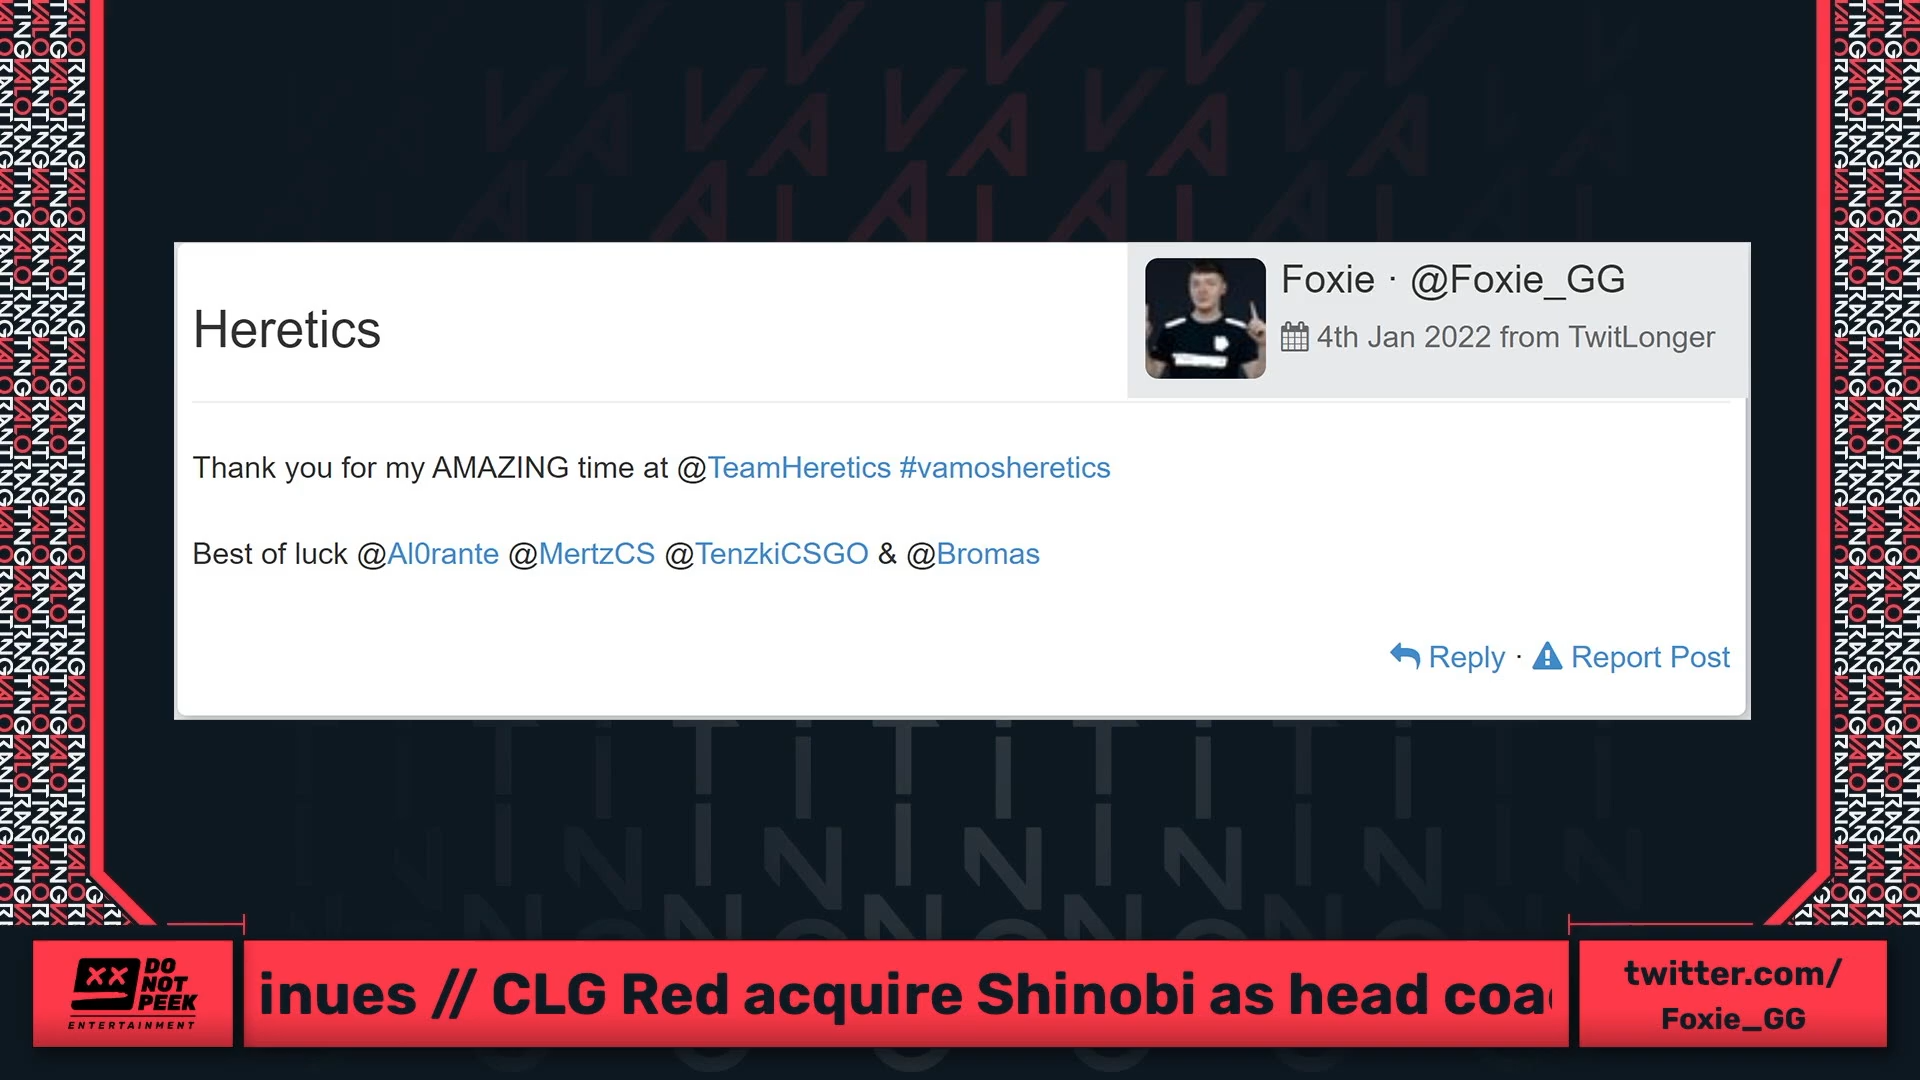 Heretics
Foxie · @Foxie_GG
4th Jan 2022 from TwitLonger
Thank you for my AMAZING time at @TeamHeretics #vamosheretics
Best of luck @Al0rante @MertzCS @TenzkiCSGO & @Bromas
Reply · Report Post
DO
NOT
PEEK
ENTERTAINMENT
inues // CLG Red acquire Shinobi as head coa
twitter.com/
Foxie_GG
VALORANTING
VALORANTING